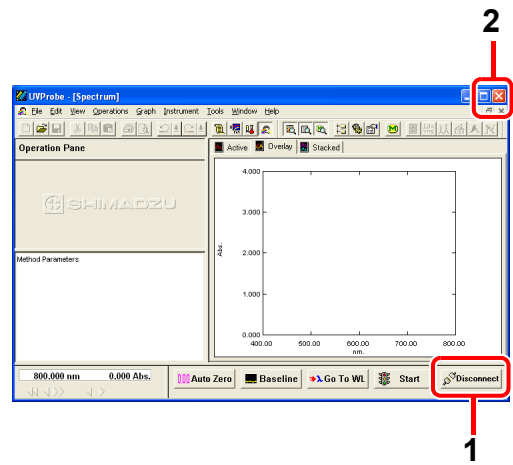 2
UVProbe - [Spectrum]
File Edit View Operations Graph Instrument Tools Window Help
Operation Pane
Active Overlay Stacked
SHIMADZU
Method Parameters
4.000
3.000
Abs.
2.000
1.000
0.000
400.00 500.00 600.00 700.00 800.00
nm.
800.000 nm 0.000 Abs.
Auto Zero Baseline λ Go To WL Start Disconnect
1